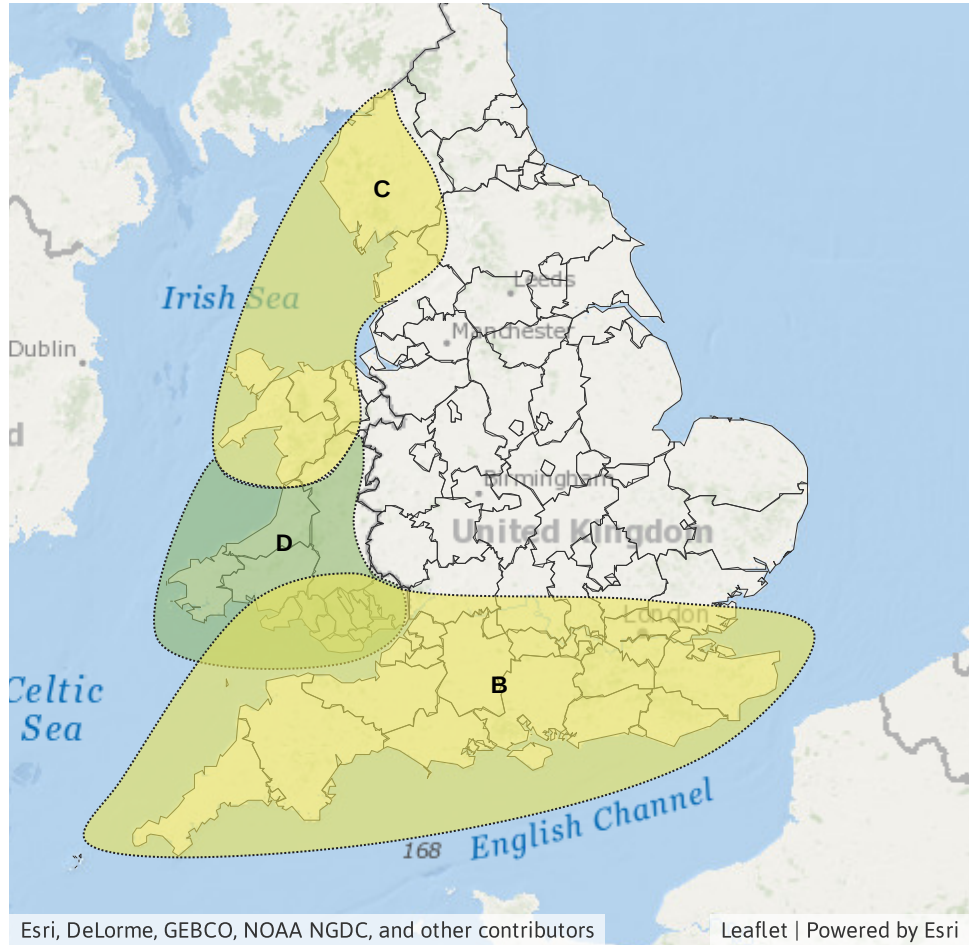 C
Irish Sea
Leeds
Manchester
Dublin
d
Birmingham
United Kingdom
D
London
B
Celtic
Sea
English Channel
168
Esri, DeLorme, GEBCO, NOAA NGDC, and other contributors
Leaflet | Powered by Esri